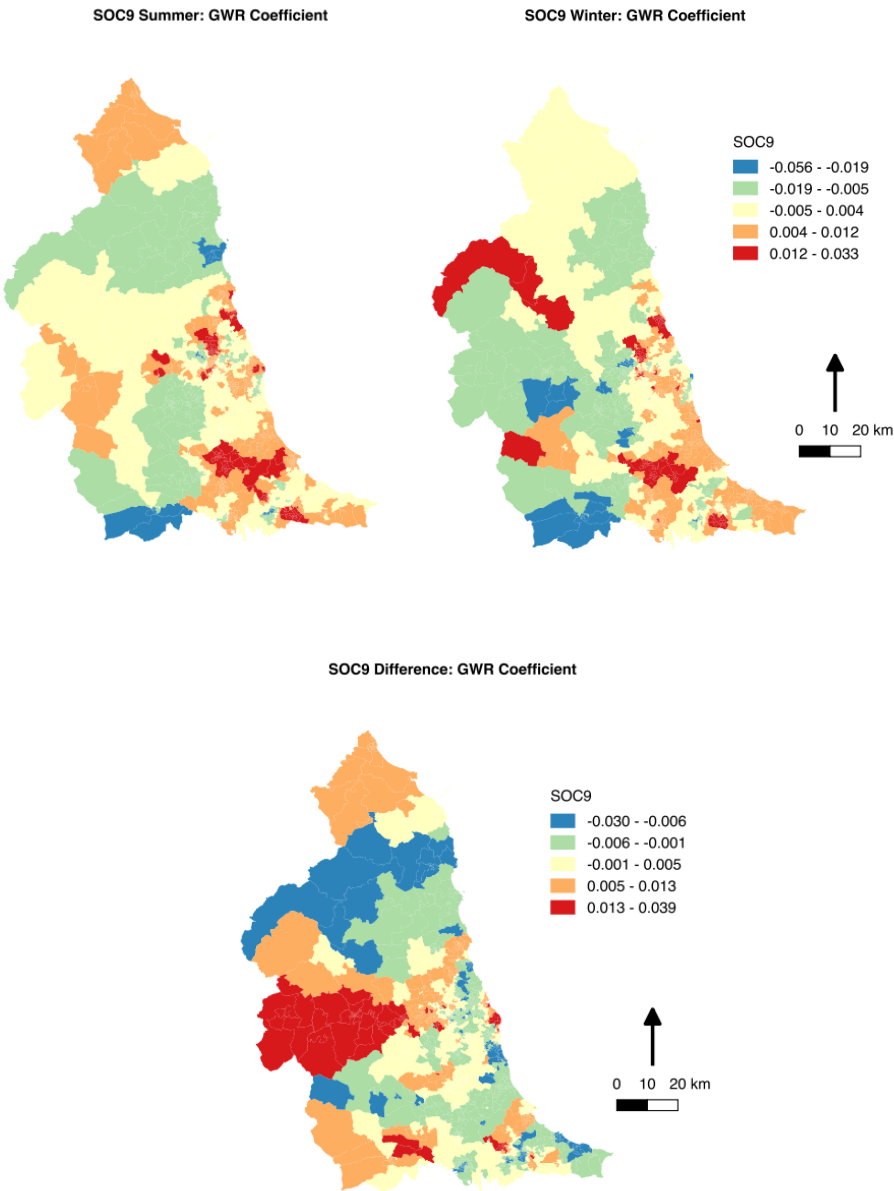 SOC9 Summer: GWR Coefficient
SOC9 Winter: GWR Coefficient
SOC9
-0.056 - -0.019
-0.019 - -0.005
-0.005 - 0.004
0.004 - 0.012
0.012 - 0.033
0 10 20 km
SOC9 Difference: GWR Coefficient
SOC9
-0.030 - -0.006
-0.006 - -0.001
-0.001 - 0.005
0.005 - 0.013
0.013 - 0.039
0 10 20 km